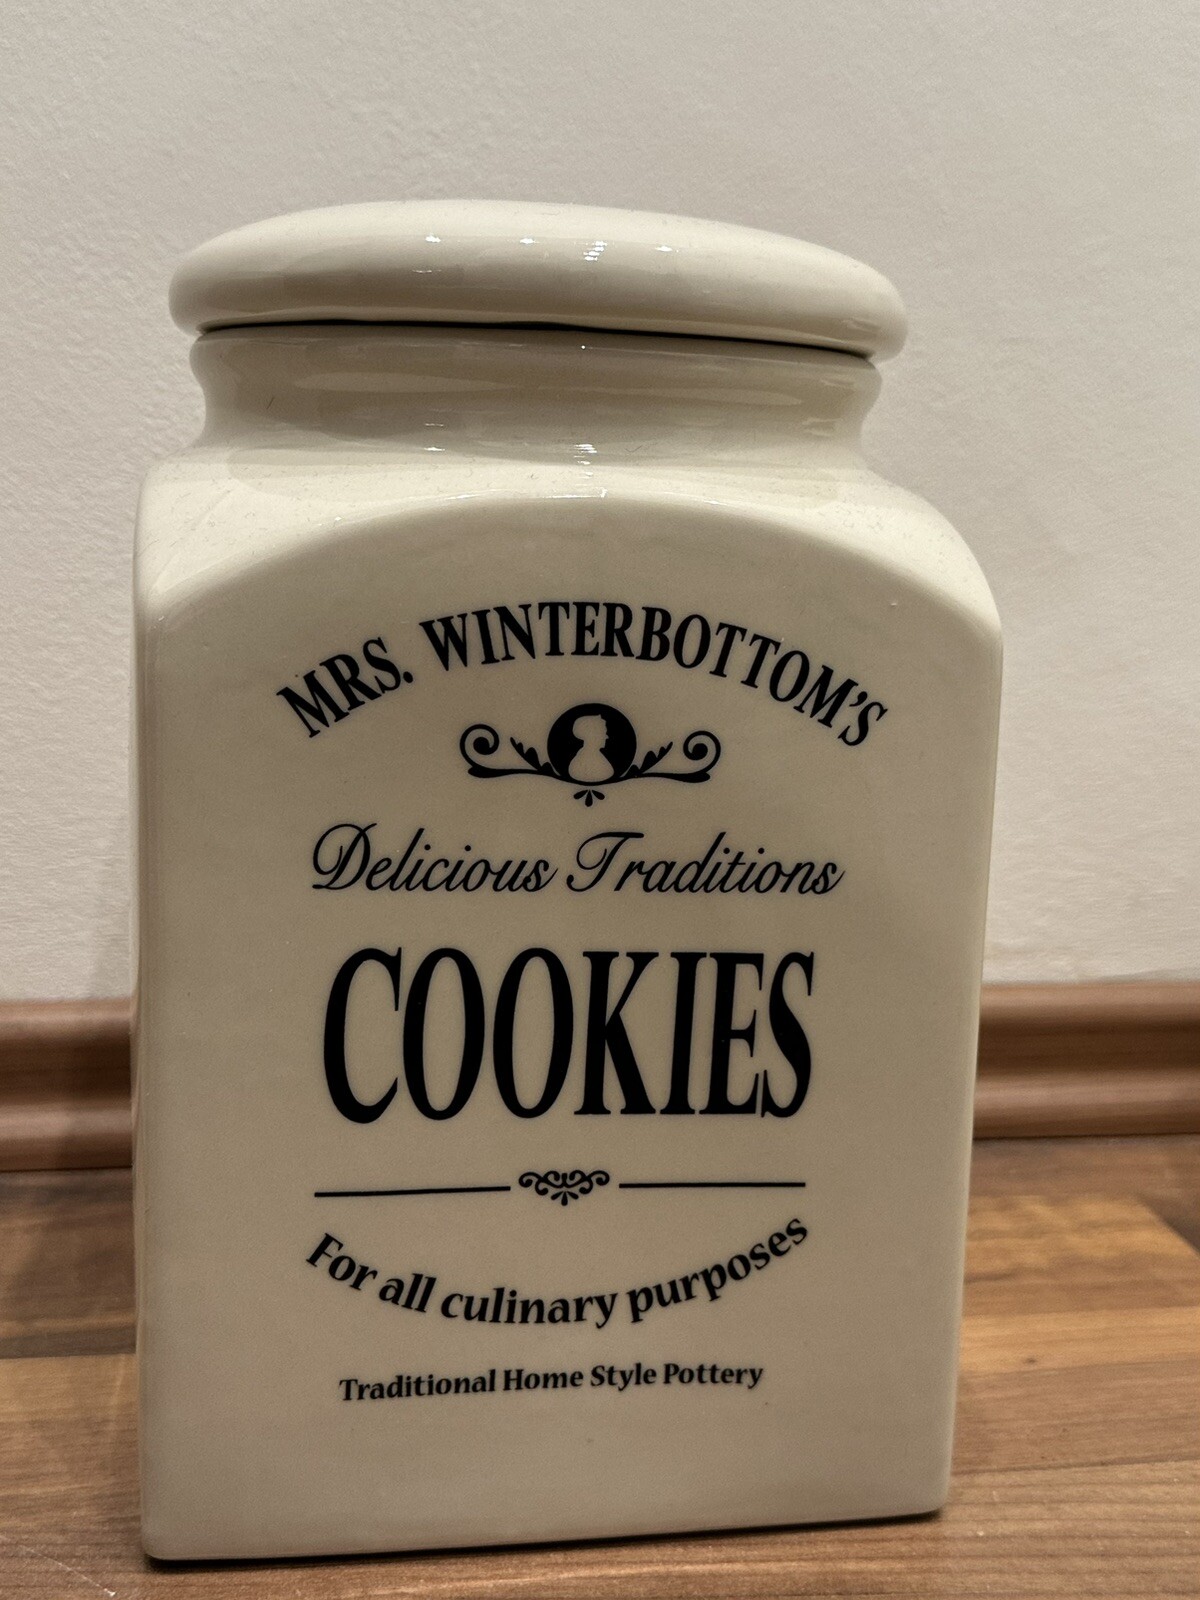 MRS. WINTERBOTTOM'S
Delicious Traditions
COOKIES
For all culinary purposes
Traditional Home Style Pottery